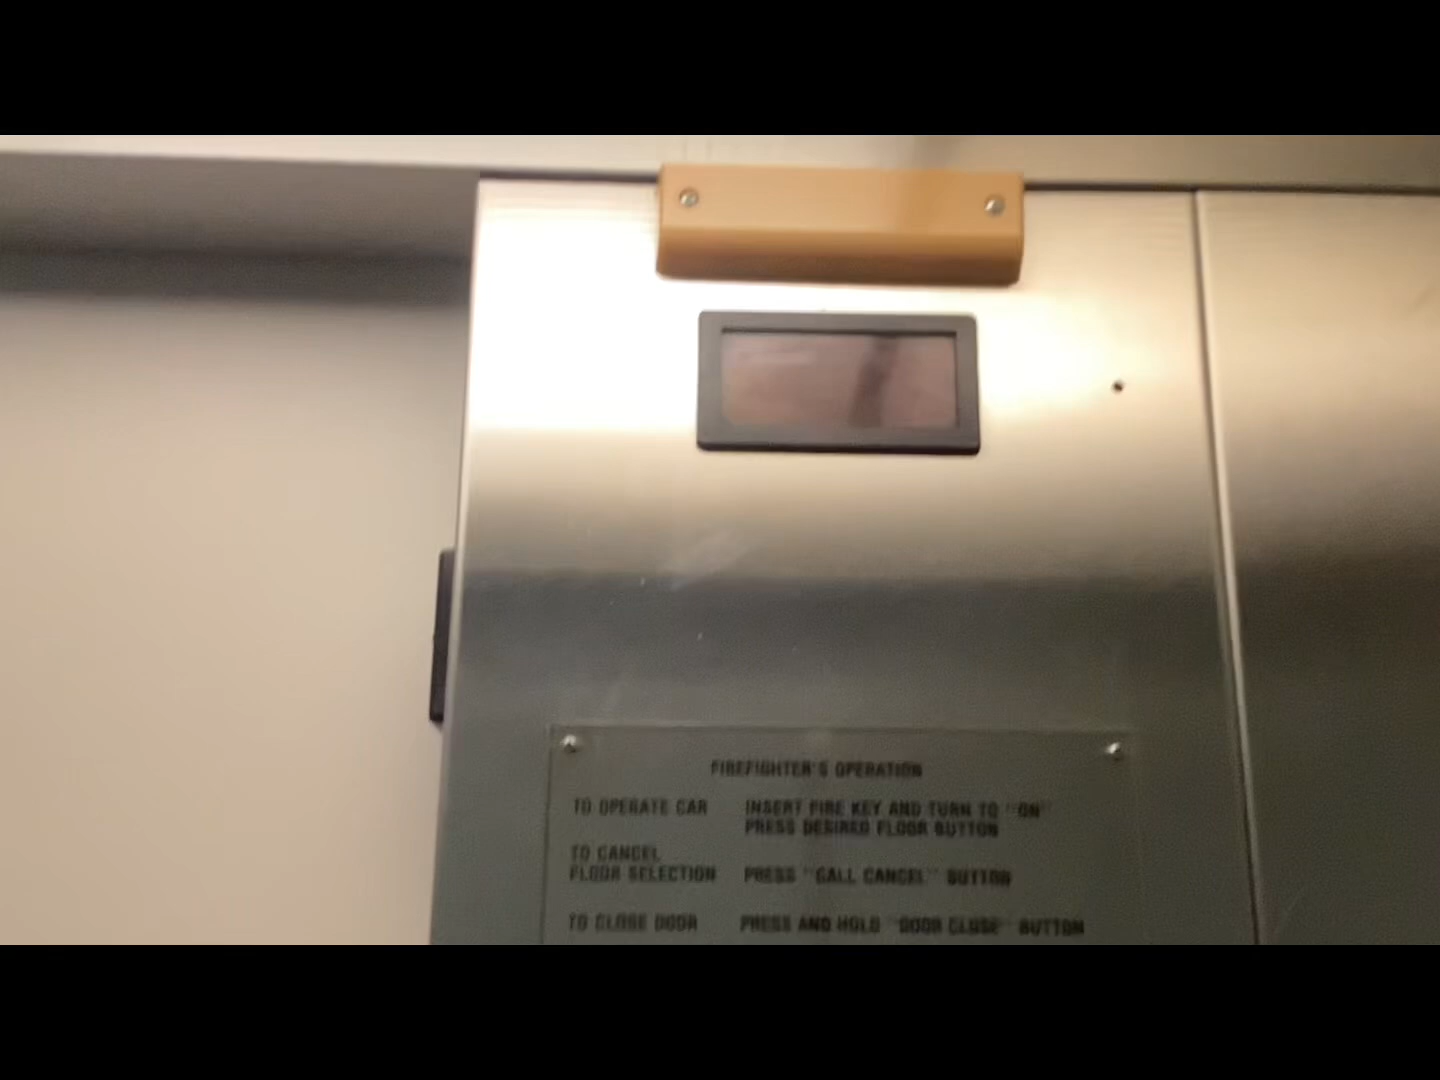 FIREFIGHTER'S OPERATION
TO OPERATE CAR INSERT FIRE KEY AND TURN TO "ON"
PRESS DESIRED FLOOR BUTTON
TO CANCEL
FLOOR SELECTION PRESS "CALL CANCEL" BUTTON
TO CLOSE DOOR PRESS AND HOLD "DOOR CLOSE" BUTTON